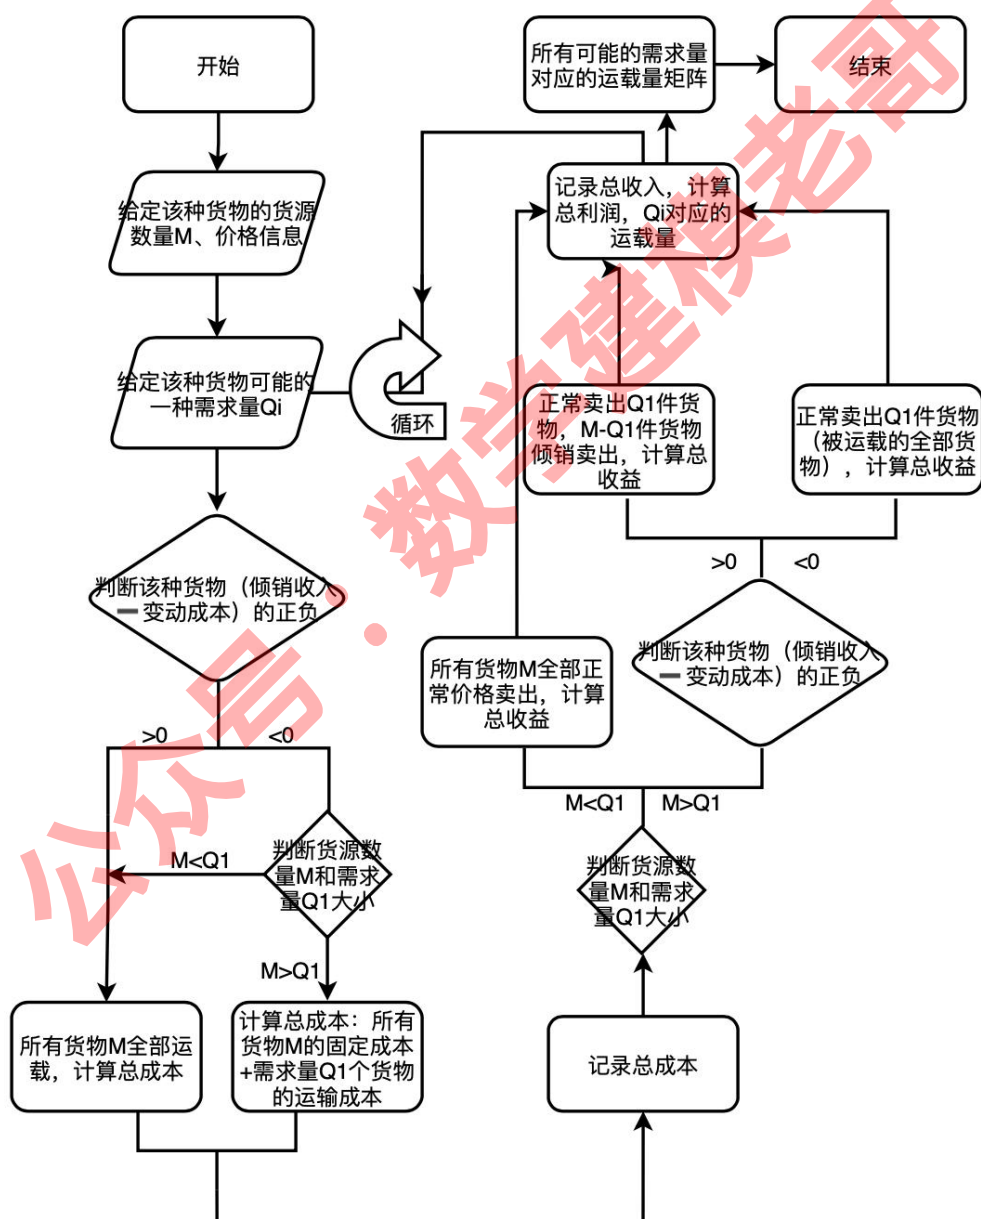 开始
给定该种货物的货源
数量M、价格信息
给定该种货物可能的
一种需求量Qi
循环
判断该种货物（倾销收入
━ 变动成本）的正负
>0
<0
M<Q1
判断货源数
量M和需求
量Q1大小
M>Q1
所有货物M全部运
载，计算总成本
计算总成本：所有
货物M的固定成本
+需求量Q1个货物
的运输成本
记录总成本
判断货源数
量M和需求
量Q1大小
M<Q1
M>Q1
所有货物M全部正
常价格卖出，计算
总收益
判断该种货物（倾销收入
━ 变动成本）的正负
>0
<0
正常卖出Q1件货
物，M-Q1件货物
倾销卖出，计算总
收益
正常卖出Q1件货物
（被运载的全部货
物），计算总收益
记录总收入，计算
总利润，Qi对应的
运载量
所有可能的需求量
对应的运载量矩阵
结束
公众号：数学建模老哥